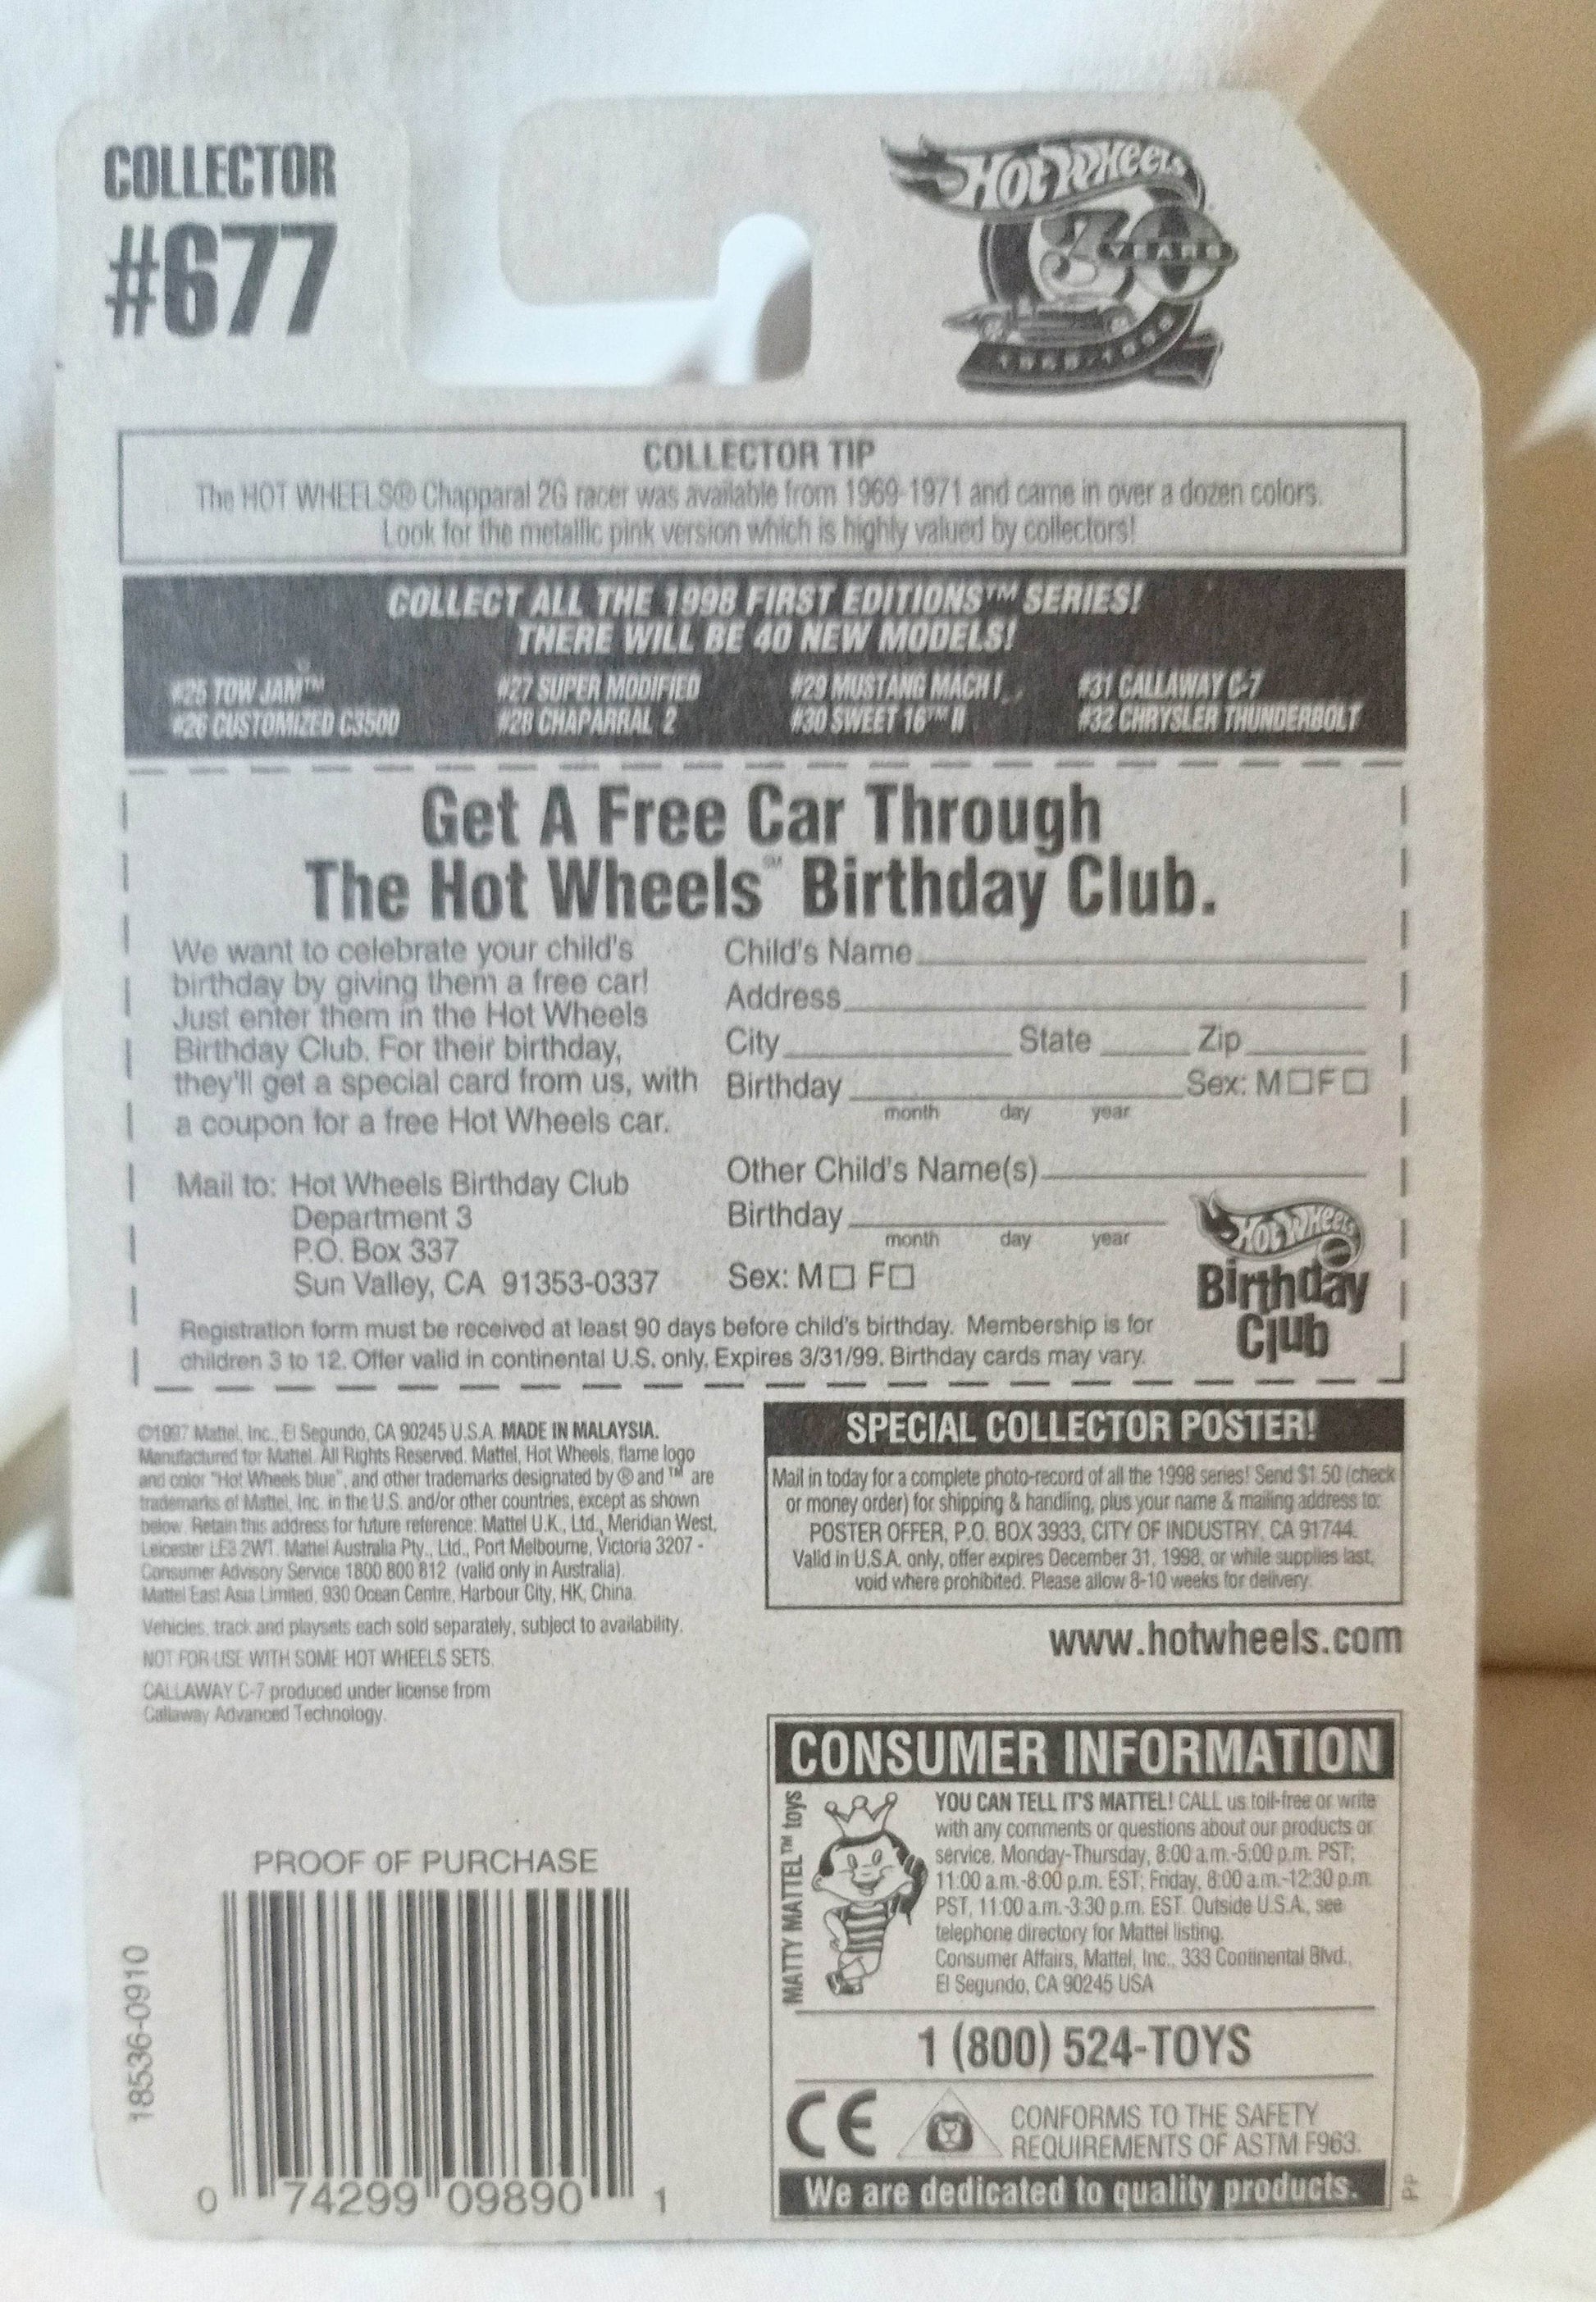 COLLECTOR
#677
HOT WHEELS
30
YEARS
1968-1998
COLLECTOR TIP
The HOT WHEELS® Chapparal 2G racer was available from 1969-1971 and came in over a dozen colors.
Look for the metallic pink version which is highly valued by collectors!
COLLECT ALL THE 1998 FIRST EDITIONS™ SERIES!
THERE WILL BE 40 NEW MODELS!
#25 TOW JAM™ #27 SUPER MODIFIED #29 MUSTANG MACH I #31 CALLAWAY C-7
#26 CUSTOMIZED C3500 #28 CHAPARRAL 2 #30 SWEET 16™ II #32 CHRYSLER THUNDERBOLT
Get A Free Car Through
The Hot Wheels℠ Birthday Club.
We want to celebrate your child's
birthday by giving them a free car!
Just enter them in the Hot Wheels
Birthday Club. For their birthday,
they'll get a special card from us, with
a coupon for a free Hot Wheels car.
Mail to: Hot Wheels Birthday Club
Department 3
P.O. Box 337
Sun Valley, CA 91353-0337
Child's Name
Address
City State Zip
Birthday Sex: M☐ F☐
month day year
Other Child's Name(s)
Birthday
month day year
Sex: M☐ F☐
HOT WHEELS
Birthday
Club
Registration form must be received at least 90 days before child's birthday. Membership is for
children 3 to 12. Offer valid in continental U.S. only. Expires 3/31/99. Birthday cards may vary.
©1997 Mattel, Inc., El Segundo, CA 90245 U.S.A. MADE IN MALAYSIA.
Manufactured for Mattel. All Rights Reserved. Mattel, Hot Wheels, flame logo
and color "Hot Wheels blue", and other trademarks designated by ® and ™ are
trademarks of Mattel, Inc. in the U.S. and/or other countries, except as shown
below. Retain this address for future reference: Mattel U.K., Ltd., Meridian West,
Leicester LE3 2WT. Mattel Australia Pty., Ltd., Port Melbourne, Victoria 3207 -
Consumer Advisory Service 1800 800 812 (valid only in Australia).
Mattel East Asia Limited, 930 Ocean Centre, Harbour City, HK, China.
Vehicles, track and playsets each sold separately, subject to availability.
NOT FOR USE WITH SOME HOT WHEELS SETS.
CALLAWAY C-7 produced under license from
Callaway Advanced Technology.
SPECIAL COLLECTOR POSTER!
Mail in today for a complete photo-record of all the 1998 series! Send $1.50 (check
or money order) for shipping & handling, plus your name & mailing address to:
POSTER OFFER, P.O. BOX 3933, CITY OF INDUSTRY, CA 91744.
Valid in U.S.A. only, offer expires December 31, 1998, or while supplies last,
void where prohibited. Please allow 8-10 weeks for delivery.
www.hotwheels.com
CONSUMER INFORMATION
MATTY MATTEL™ toys
YOU CAN TELL IT'S MATTEL! CALL us toll-free or write
with any comments or questions about our products or
service. Monday-Thursday, 8:00 a.m.-5:00 p.m. PST;
11:00 a.m.-8:00 p.m. EST; Friday, 8:00 a.m.-12:30 p.m.
PST, 11:00 a.m.-3:30 p.m. EST. Outside U.S.A., see
telephone directory for Mattel listing.
Consumer Affairs, Mattel, Inc., 333 Continental Blvd.,
El Segundo, CA 90245 USA
1 (800) 524-TOYS
CE
CONFORMS TO THE SAFETY
REQUIREMENTS OF ASTM F963.
We are dedicated to quality products.
PP
PROOF OF PURCHASE
18536-0910
0 74299 09890 1